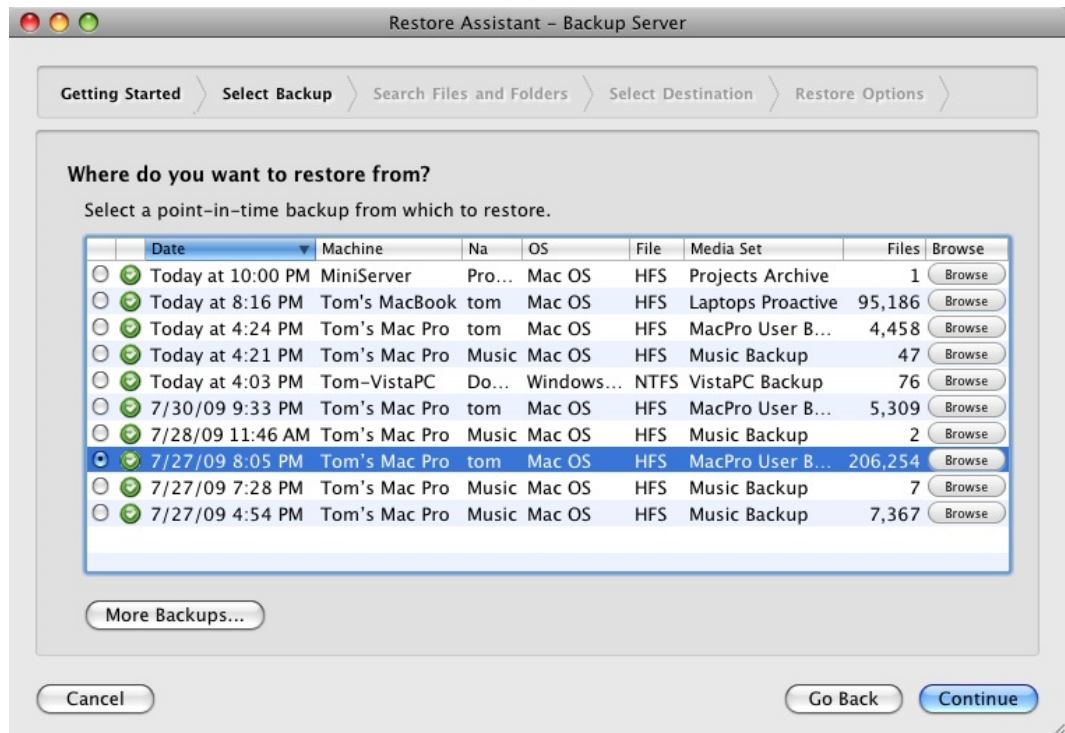 Restore Assistant – Backup Server
Getting Started Select Backup Search Files and Folders Select Destination Restore Options
Where do you want to restore from?
Select a point-in-time backup from which to restore.
Date Machine Na OS File Media Set Files Browse
Today at 10:00 PM MiniServer Pro... Mac OS HFS Projects Archive 1 Browse
Today at 8:16 PM Tom's MacBook tom Mac OS HFS Laptops Proactive 95,186 Browse
Today at 4:24 PM Tom's Mac Pro tom Mac OS HFS MacPro User B... 4,458 Browse
Today at 4:21 PM Tom's Mac Pro Music Mac OS HFS Music Backup 47 Browse
Today at 4:03 PM Tom-VistaPC Do... Windows... NTFS VistaPC Backup 76 Browse
7/30/09 9:33 PM Tom's Mac Pro tom Mac OS HFS MacPro User B... 5,309 Browse
7/28/09 11:46 AM Tom's Mac Pro Music Mac OS HFS Music Backup 2 Browse
7/27/09 8:05 PM Tom's Mac Pro tom Mac OS HFS MacPro User B... 206,254 Browse
7/27/09 7:28 PM Tom's Mac Pro Music Mac OS HFS Music Backup 7 Browse
7/27/09 4:54 PM Tom's Mac Pro Music Mac OS HFS Music Backup 7,367 Browse
More Backups...
Cancel Go Back Continue